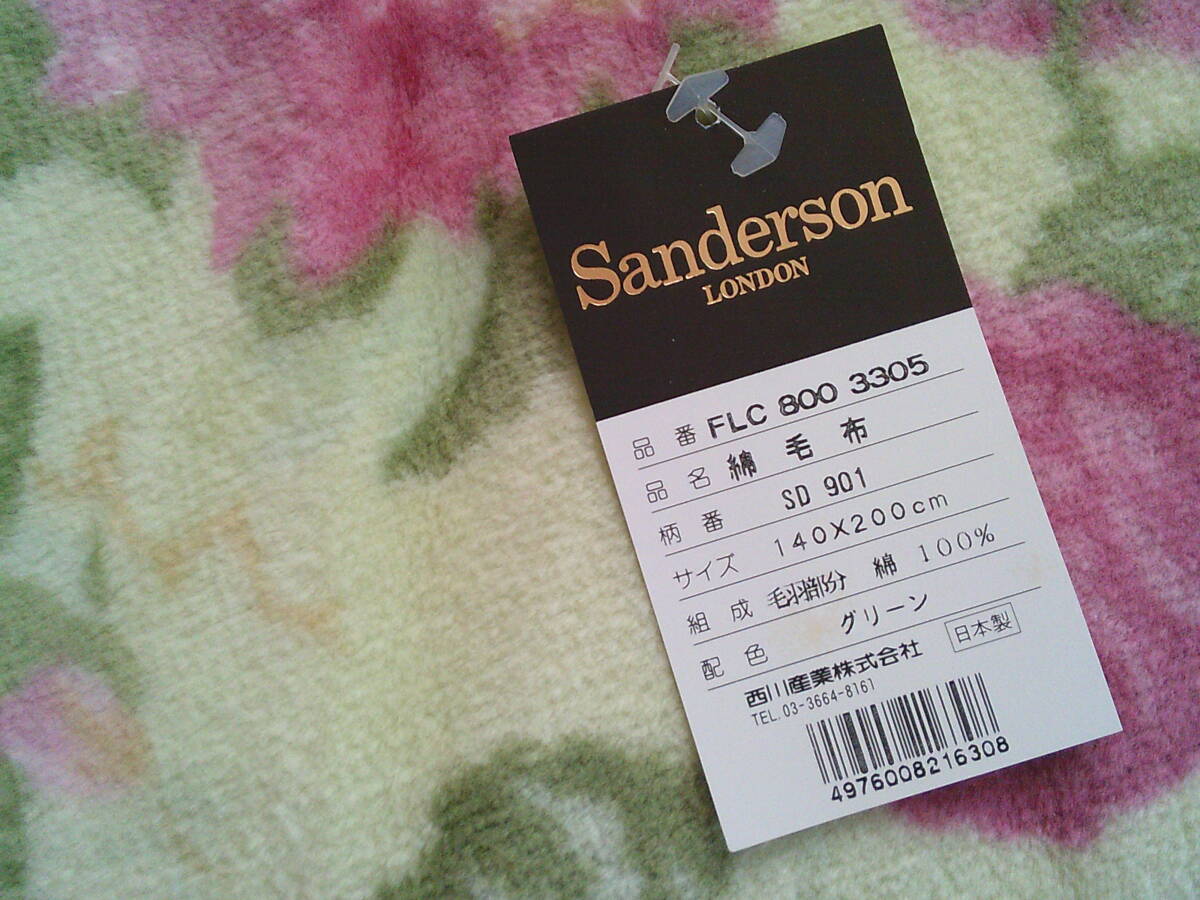 Sanderson
LONDON
品番 FLC 800 3305
品名 綿毛布
柄番 SD 901
サイズ 140X200cm
組成 毛羽部分 綿 100%
配色 グリーン
西川産業株式会社 日本製
TEL.03-3664-8161
4976008216308